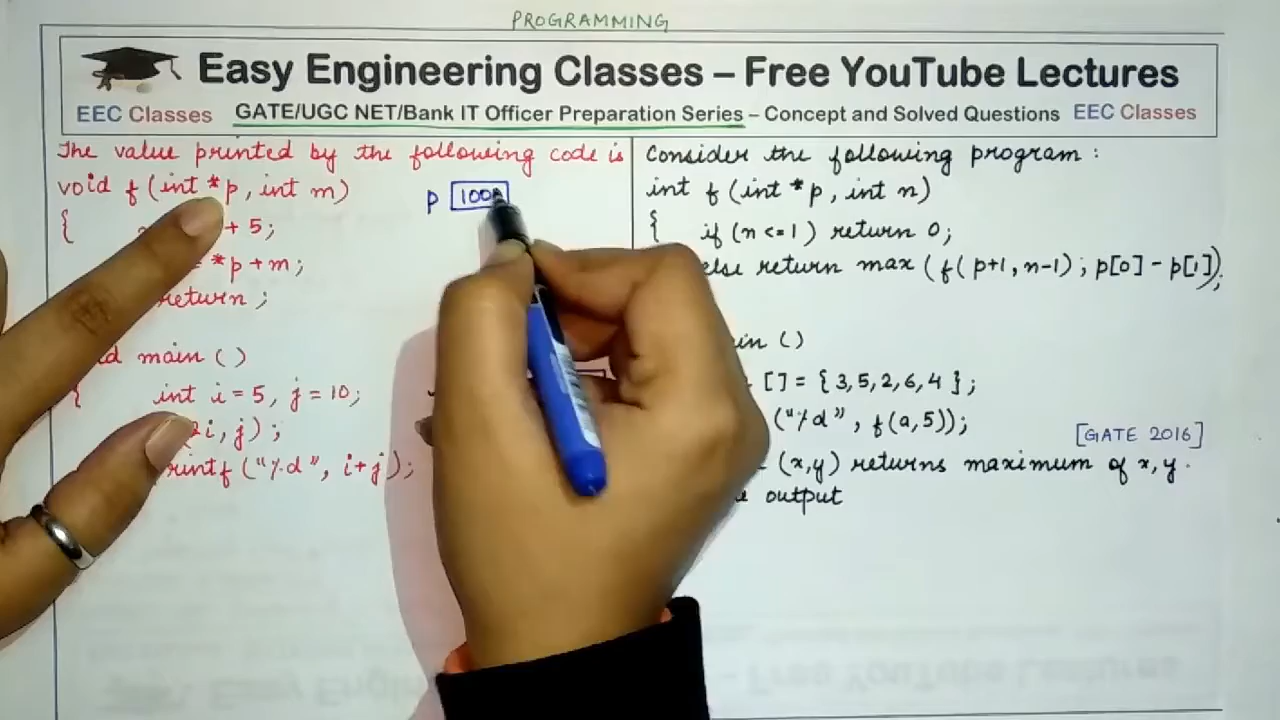 PROGRAMMING
Easy Engineering Classes – Free YouTube Lectures
EEC Classes GATE/UGC NET/Bank IT Officer Preparation Series – Concept and Solved Questions EEC Classes
The value printed by the following code is
void f (int *p, int m)
{ + 5;
*p + m;
return ;
main ()
{ int i = 5, j = 10;
i, j);
printf ("%d", i+j);
p
Consider the following program :
int f (int *p, int n)
{ if (n <= 1) return 0;
else return max (f( p+1, n-1) ; p[0] - p[1]);
()
[] = { 3, 5, 2, 6, 4 };
("%d", f(a,5));
[GATE 2016]
(x,y) returns maximum of x, y.
output